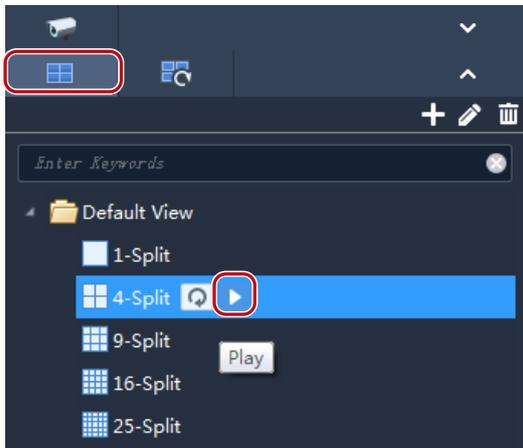 Enter Keywords
Default View
1-Split
4-Split
9-Split
Play
16-Split
25-Split